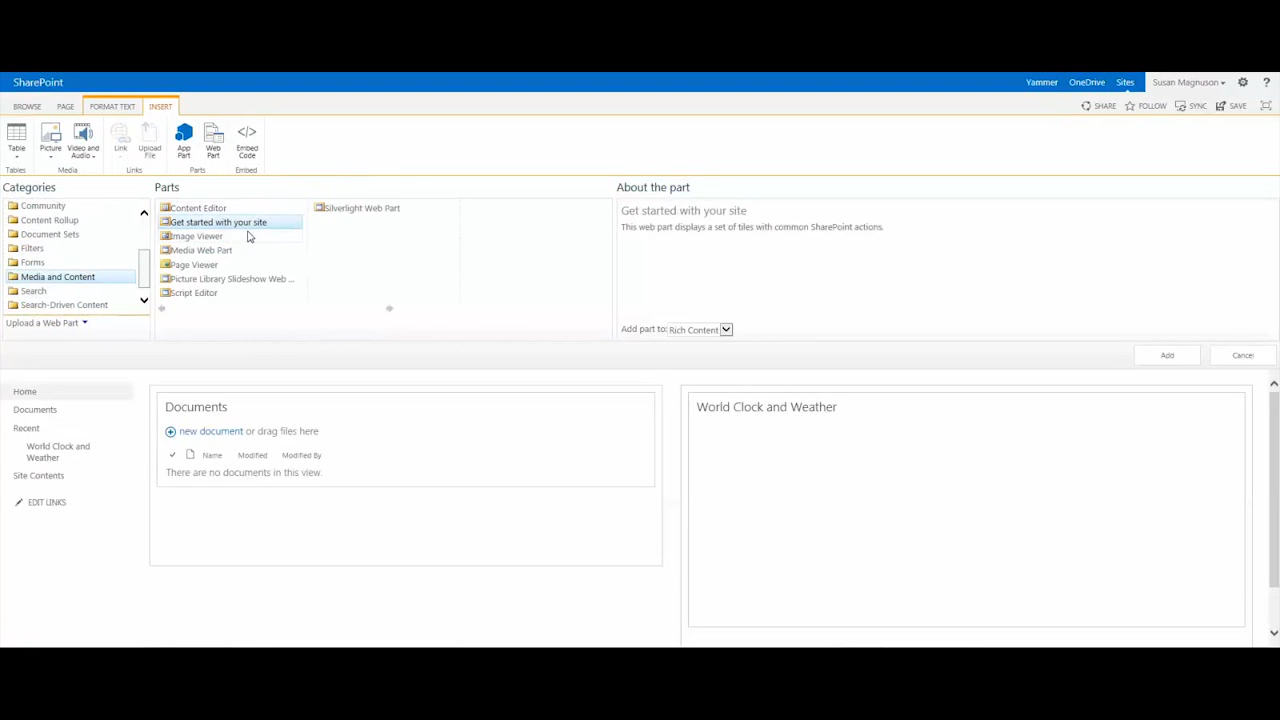 SharePoint
Yammer OneDrive Sites Susan Magnuson ?
BROWSE PAGE FORMAT TEXT INSERT
SHARE FOLLOW SYNC SAVE
Table Picture Video and Audio Link Upload File App Part Web Part Embed Code
Tables Media Links Parts Embed
Categories
Community
Content Rollup
Document Sets
Filters
Forms
Media and Content
Search
Search-Driven Content
Upload a Web Part
Parts
Content Editor
Get started with your site
Image Viewer
Media Web Part
Page Viewer
Picture Library Slideshow Web ...
Script Editor
Silverlight Web Part
About the part
Get started with your site
This web part displays a set of tiles with common SharePoint actions.
Add part to: Rich Content
Add Cancel
Home
Documents
Recent
World Clock and
Weather
Site Contents
EDIT LINKS
Documents
new document or drag files here
Name Modified Modified By
There are no documents in this view.
World Clock and Weather